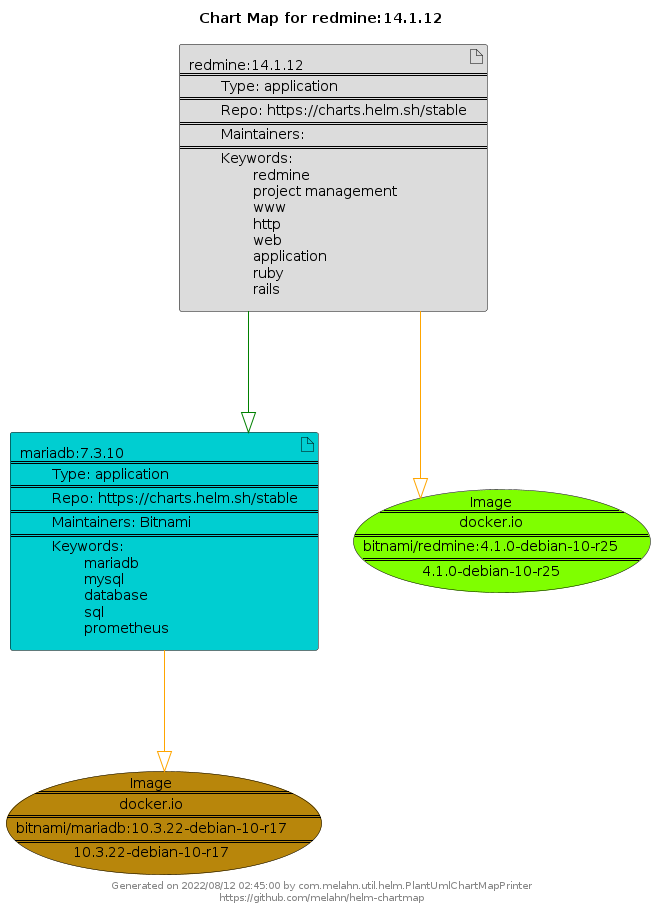 Chart Map for redmine:14.1.12
redmine:14.1.12
Type: application
Repo: https://charts.helm.sh/stable
Maintainers:
Keywords:
redmine
project management
www
http
web
application
ruby
rails
mariadb:7.3.10
Type: application
Repo: https://charts.helm.sh/stable
Maintainers: Bitnami
Keywords:
mariadb
mysql
database
sql
prometheus
Image
docker.io
bitnami/redmine:4.1.0-debian-10-r25
4.1.0-debian-10-r25
Image
docker.io
bitnami/mariadb:10.3.22-debian-10-r17
10.3.22-debian-10-r17
Generated on 2022/08/12 02:45:00 by com.melahn.util.helm.PlantUmlChartMapPrinter
https://github.com/melahn/helm-chartmap